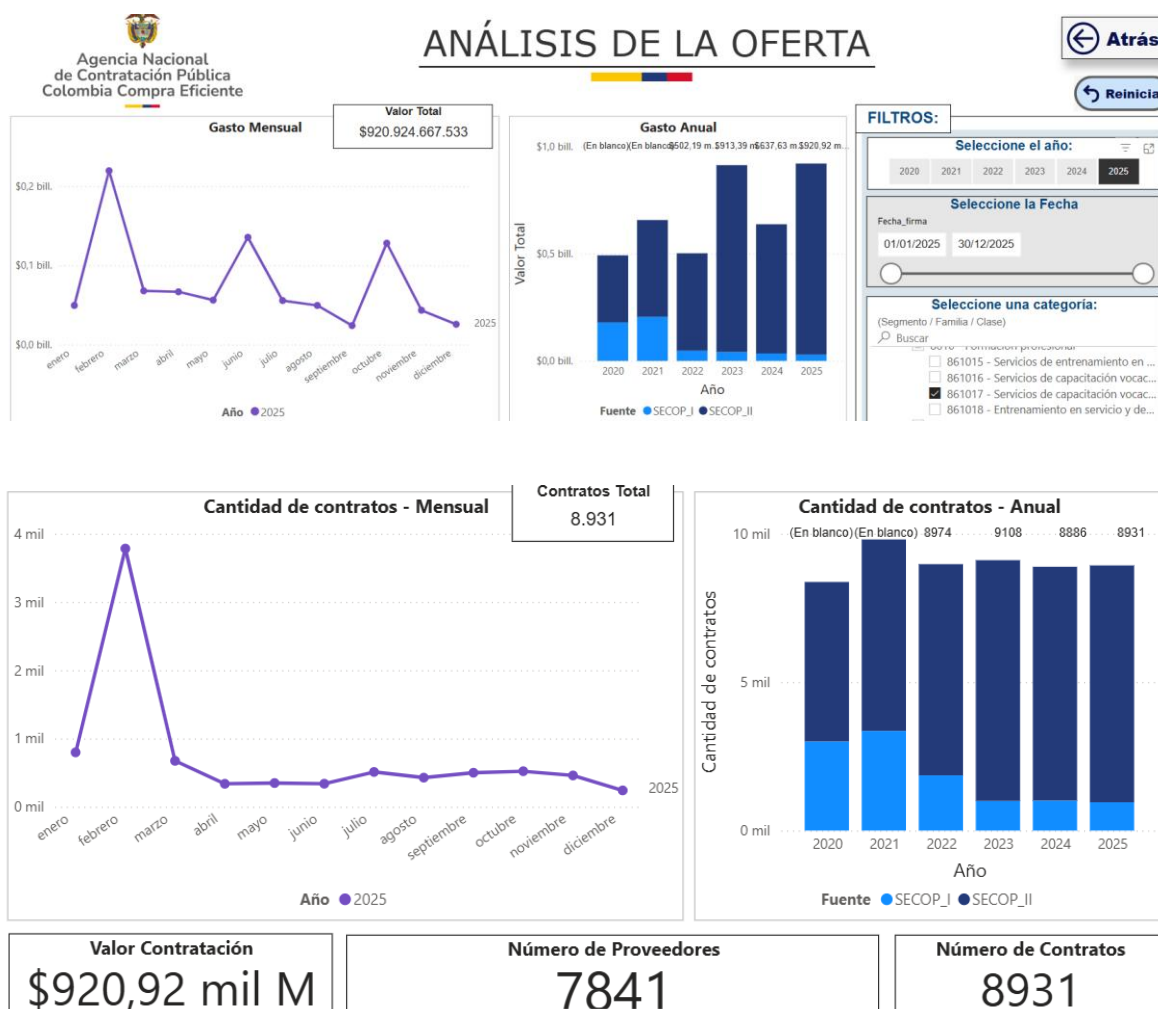 Agencia Nacional
de Contratación Pública
Colombia Compra Eficiente
ANÁLISIS DE LA OFERTA
Atrás
Reinicia
Gasto Mensual
Valor Total
$920.924.667.533
$0,2 bill.
$0,1 bill.
$0,0 bill.
2025
enero febrero marzo abril mayo junio julio agosto septiembre octubre noviembre diciembre
Año 2025
Gasto Anual
$1,0 bill. (En blanco) (En blanco) $502,19 m. $913,39 m. $637,63 m. $920,92 m...
Valor Total
$0,5 bill.
$0,0 bill.
2020 2021 2022 2023 2024 2025
Año
Fuente SECOP_I SECOP_II
FILTROS:
Seleccione el año:
2020 2021 2022 2023 2024 2025
Seleccione la Fecha
Fecha_firma
01/01/2025 30/12/2025
Seleccione una categoría:
(Segmento / Familia / Clase)
Buscar
8610 - Formación profesional
861015 - Servicios de entrenamiento en ...
861016 - Servicios de capacitación vocac...
861017 - Servicios de capacitación vocac...
861018 - Entrenamiento en servicio y de...
Cantidad de contratos - Mensual
Contratos Total
8.931
4 mil
3 mil
2 mil
1 mil
0 mil
2025
enero febrero marzo abril mayo junio julio agosto septiembre octubre noviembre diciembre
Año 2025
Cantidad de contratos - Anual
10 mil (En blanco) (En blanco) 8974 9108 8886 8931
Cantidad de contratos
5 mil
0 mil
2020 2021 2022 2023 2024 2025
Año
Fuente SECOP_I SECOP_II
Valor Contratación
$920,92 mil M
Número de Proveedores
7841
Número de Contratos
8931